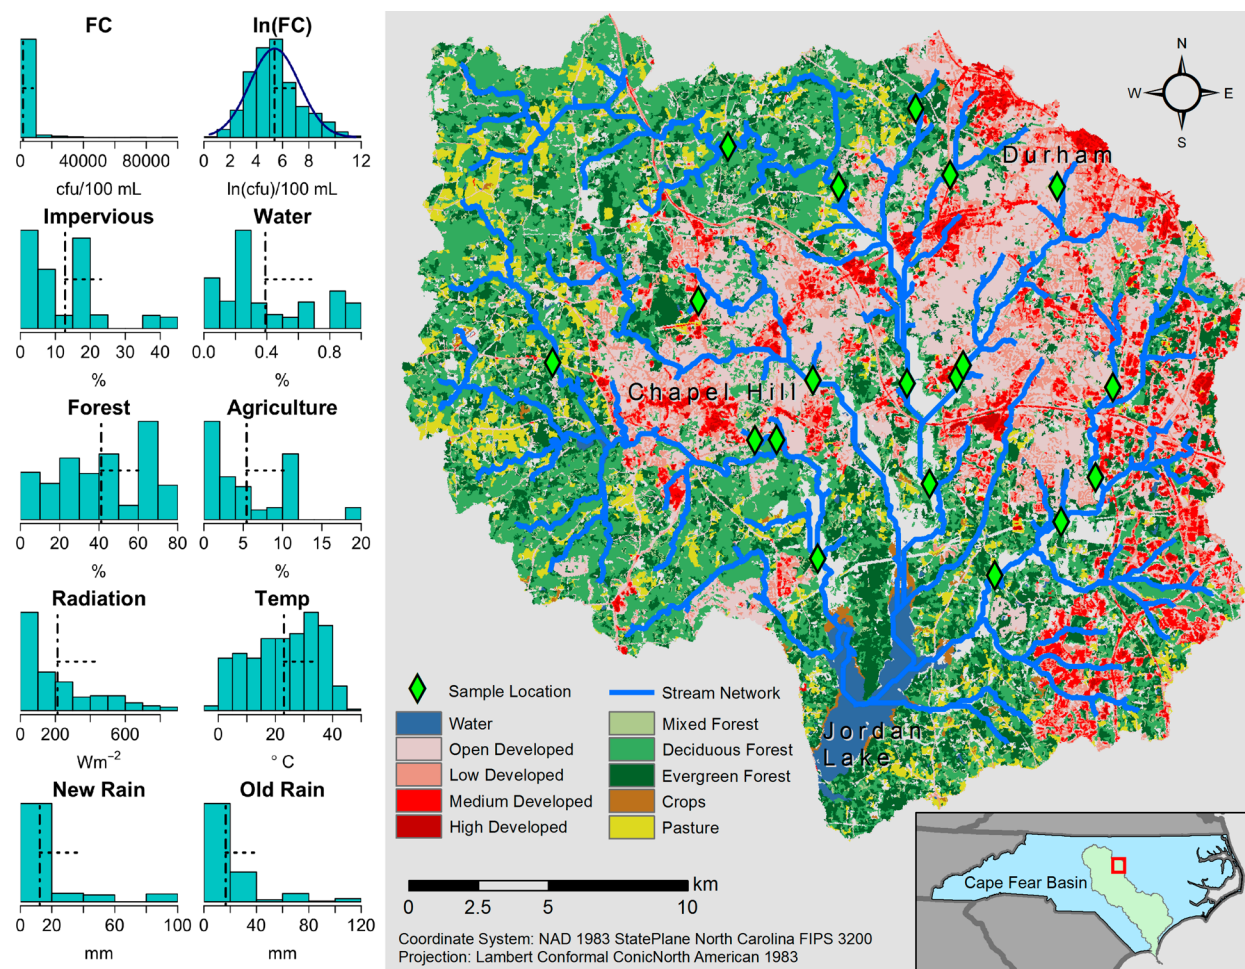 FC
ln(FC)
0 40000 100000
0 2 4 6 8 12
cfu/100 mL
ln(cfu)/100 mL
Impervious
Water
0 10 20 30 40
0.0 0.4 0.8
%
%
Forest
Agriculture
0 20 40 60 80
0 5 10 15 20
%
%
Radiation
Temp
0 200 600
0 20 40
Wm⁻²
° C
New Rain
Old Rain
0 20 60 100
0 40 80 120
mm
mm
N
W E
S
Durham
Chapel Hill
Jordan
Lake
Sample Location
Stream Network
Water
Mixed Forest
Open Developed
Deciduous Forest
Low Developed
Evergreen Forest
Medium Developed
Crops
High Developed
Pasture
km
0 2.5 5 10
Coordinate System: NAD 1983 StatePlane North Carolina FIPS 3200
Projection: Lambert Conformal ConicNorth American 1983
Cape Fear Basin